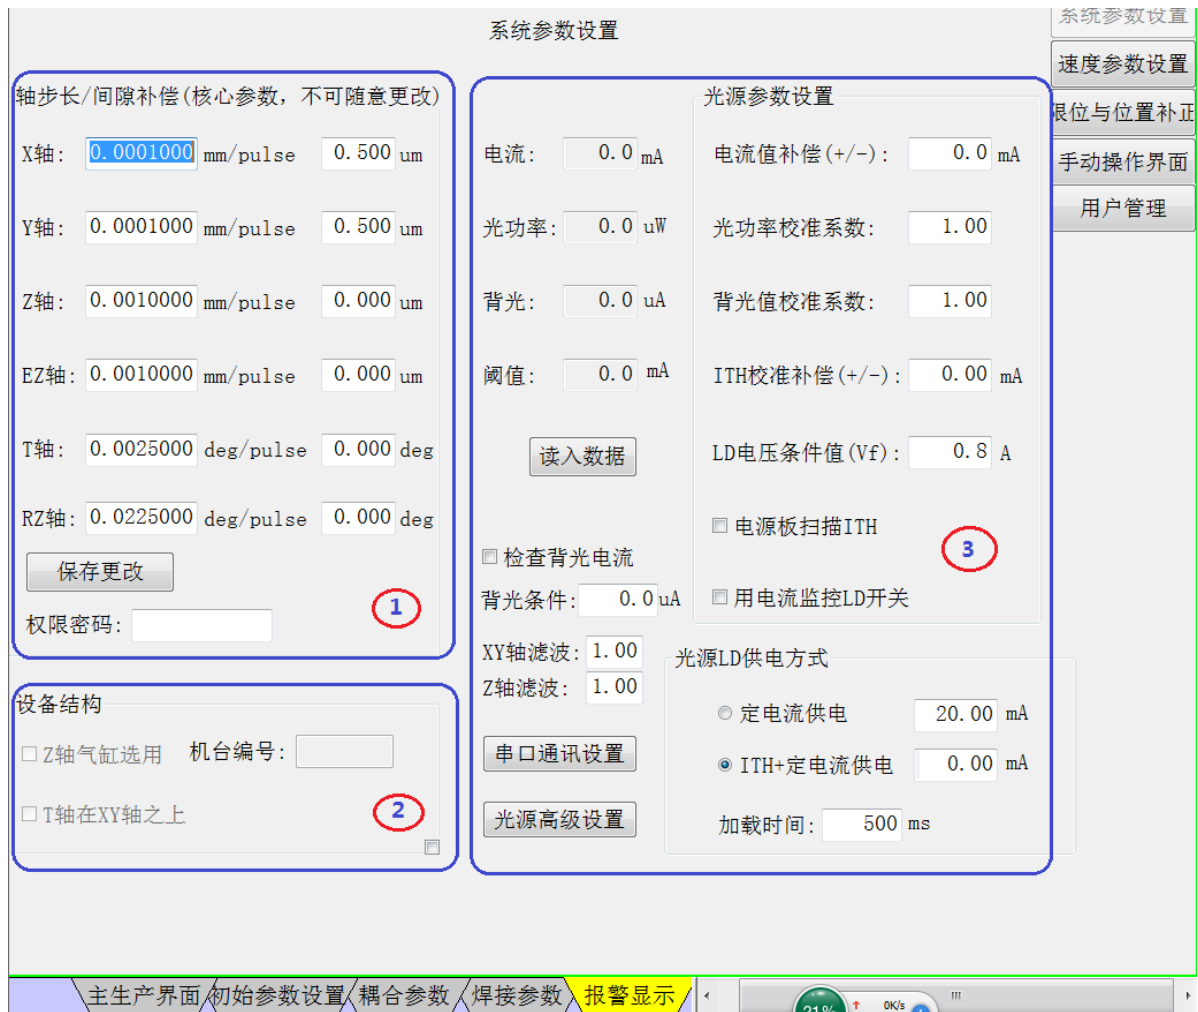 系统参数设置
系统参数设置
速度参数设置
限位与位置补正
手动操作界面
用户管理
轴步长/间隙补偿(核心参数, 不可随意更改)
X轴: 0.0001000 mm/pulse 0.500 um
Y轴: 0.0001000 mm/pulse 0.500 um
Z轴: 0.0010000 mm/pulse 0.000 um
EZ轴: 0.0010000 mm/pulse 0.000 um
T轴: 0.0025000 deg/pulse 0.000 deg
RZ轴: 0.0225000 deg/pulse 0.000 deg
保存更改
权限密码:
1
设备结构
Z轴气缸选用 机台编号:
T轴在XY轴之上
2
电流: 0.0 mA
光功率: 0.0 uW
背光: 0.0 uA
阈值: 0.0 mA
读入数据
检查背光电流
背光条件: 0.0 uA
XY轴滤波: 1.00
Z轴滤波: 1.00
串口通讯设置
光源高级设置
光源参数设置
电流值补偿(+/-): 0.0 mA
光功率校准系数: 1.00
背光值校准系数: 1.00
ITH校准补偿(+/-): 0.00 mA
LD电压条件值(Vf): 0.8 A
电源板扫描ITH
3
用电流监控LD开关
光源LD供电方式
定电流供电 20.00 mA
ITH+定电流供电 0.00 mA
加载时间: 500 ms
主生产界面 初始参数设置 耦合参数 焊接参数 报警显示
21% 0K/s